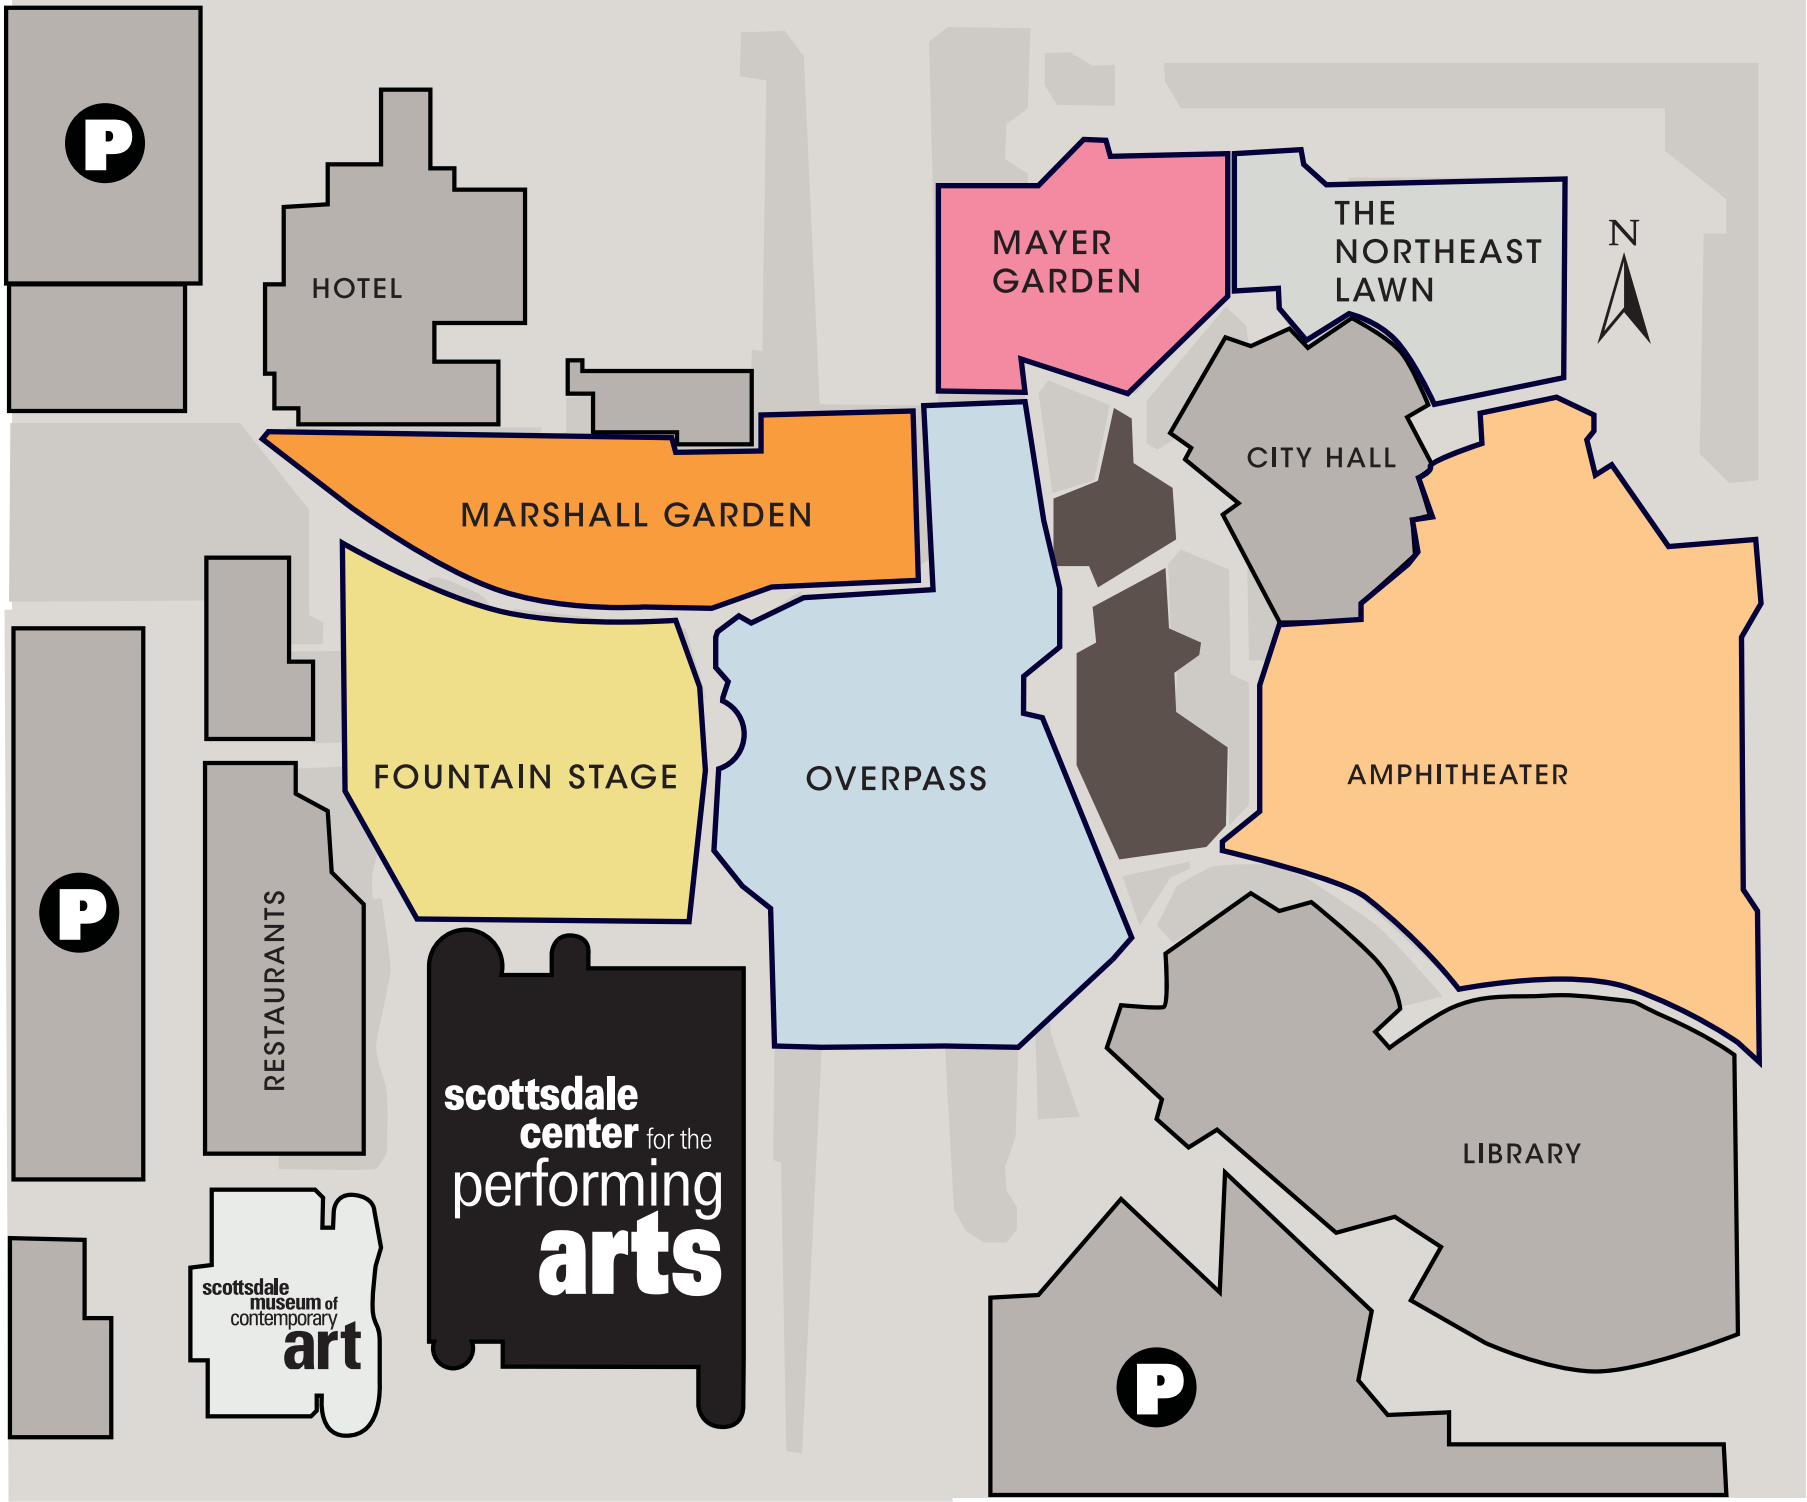 P
HOTEL
MAYER
GARDEN
THE
NORTHEAST
LAWN
N
MARSHALL GARDEN
CITY HALL
FOUNTAIN STAGE
OVERPASS
AMPHITHEATER
P
RESTAURANTS
scottsdale
center for the
performing
arts
LIBRARY
scottsdale
museum of
contemporary
art
P